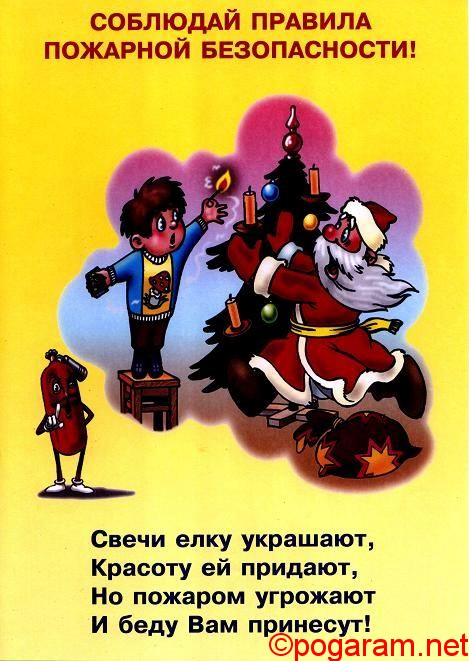 СОБЛЮДАЙ ПРАВИЛА
ПОЖАРНОЙ БЕЗОПАСНОСТИ!
Свечи елку украшают,
Красоту ей придают,
Но пожаром угрожают
И беду Вам принесут!
©pogaram.net